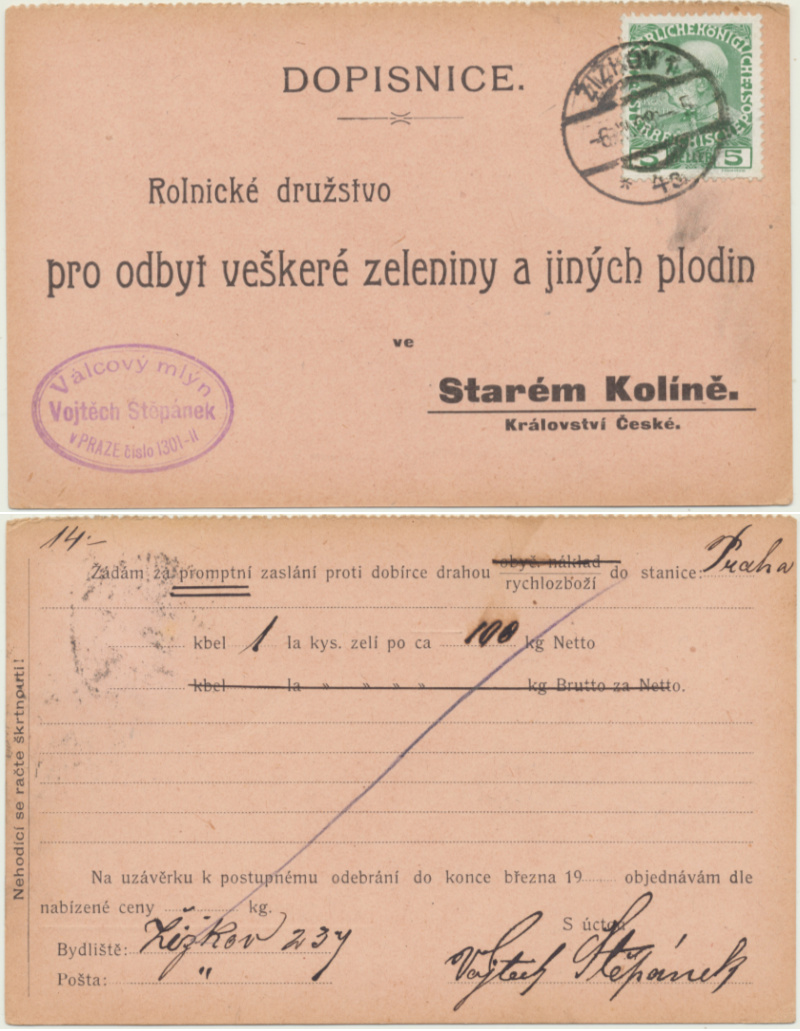 DOPISNICE.
ŽIŽKOV 1.
* 4a
5 HELLER 5
Rolnické družstvo
pro odbyt veškeré zeleniny a jiných plodin
ve
Starém Kolíně.
Království České.
Válcový mlýn
Vojtěch Štěpánek
v PRAZE číslo 1301-II
14·-
Žádám za promptní zaslání proti dobírce drahou obyč. náklad
rychlozboží do stanice: Praha
kbel 1 la kys. zelí po ca 100 kg Netto
kbel la " " " " kg Brutto za Netto.
Nehodící se račte škrtnouti!
Na uzávěrku k postupnému odebrání do konce března 19 objednávám dle
nabízené ceny kg.
S úctou
Bydliště: Žižkov 237
Pošta: "
Vojtěch Štěpánek